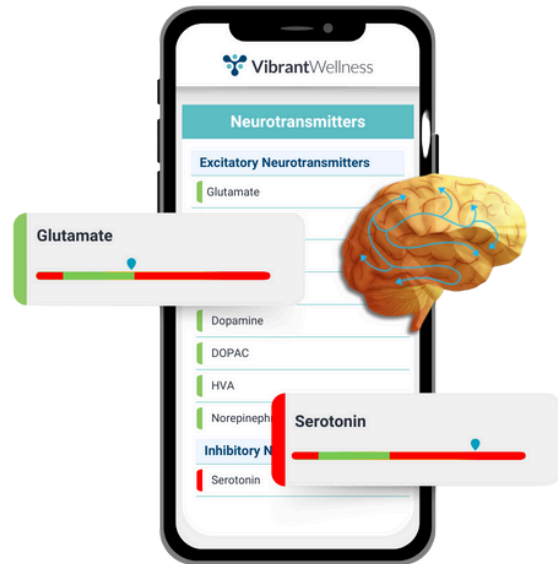 VibrantWellness
Neurotransmitters
Excitatory Neurotransmitters
Glutamate
Glutamate
Dopamine
DOPAC
HVA
Serotonin
Inhibitory
Serotonin